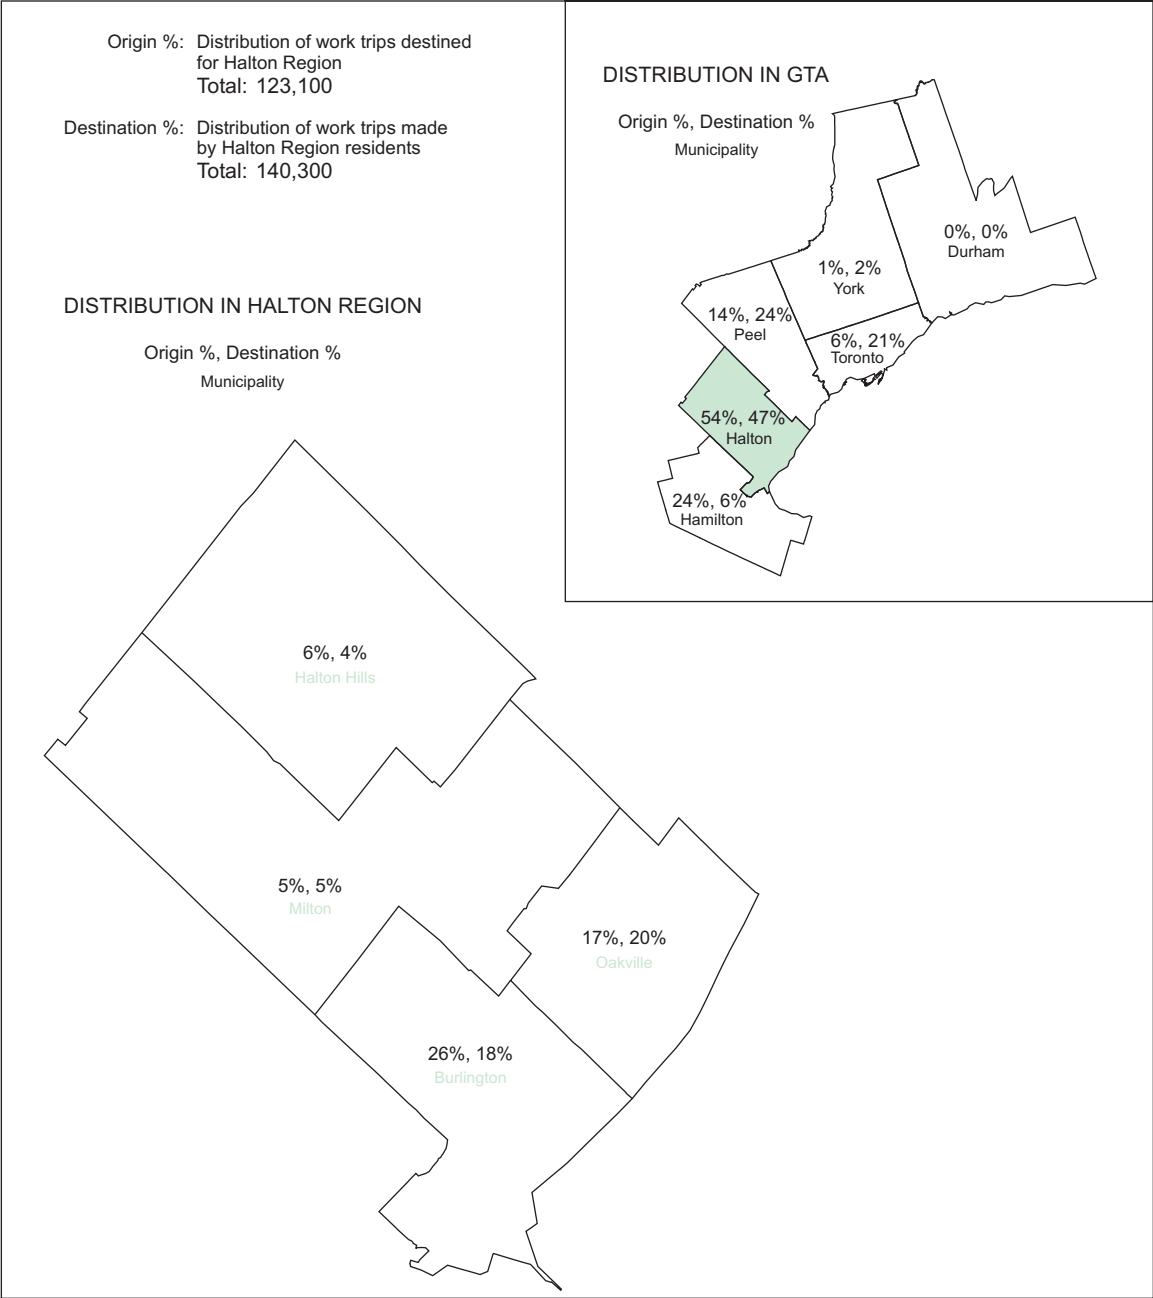 Origin %: Distribution of work trips destined
for Halton Region
Total: 123,100
Destination %: Distribution of work trips made
by Halton Region residents
Total: 140,300
DISTRIBUTION IN GTA
Origin %, Destination %
Municipality
0%, 0%
Durham
1%, 2%
York
14%, 24%
Peel
6%, 21%
Toronto
54%, 47%
Halton
24%, 6%
Hamilton
DISTRIBUTION IN HALTON REGION
Origin %, Destination %
Municipality
6%, 4%
Halton Hills
5%, 5%
Milton
17%, 20%
Oakville
26%, 18%
Burlington